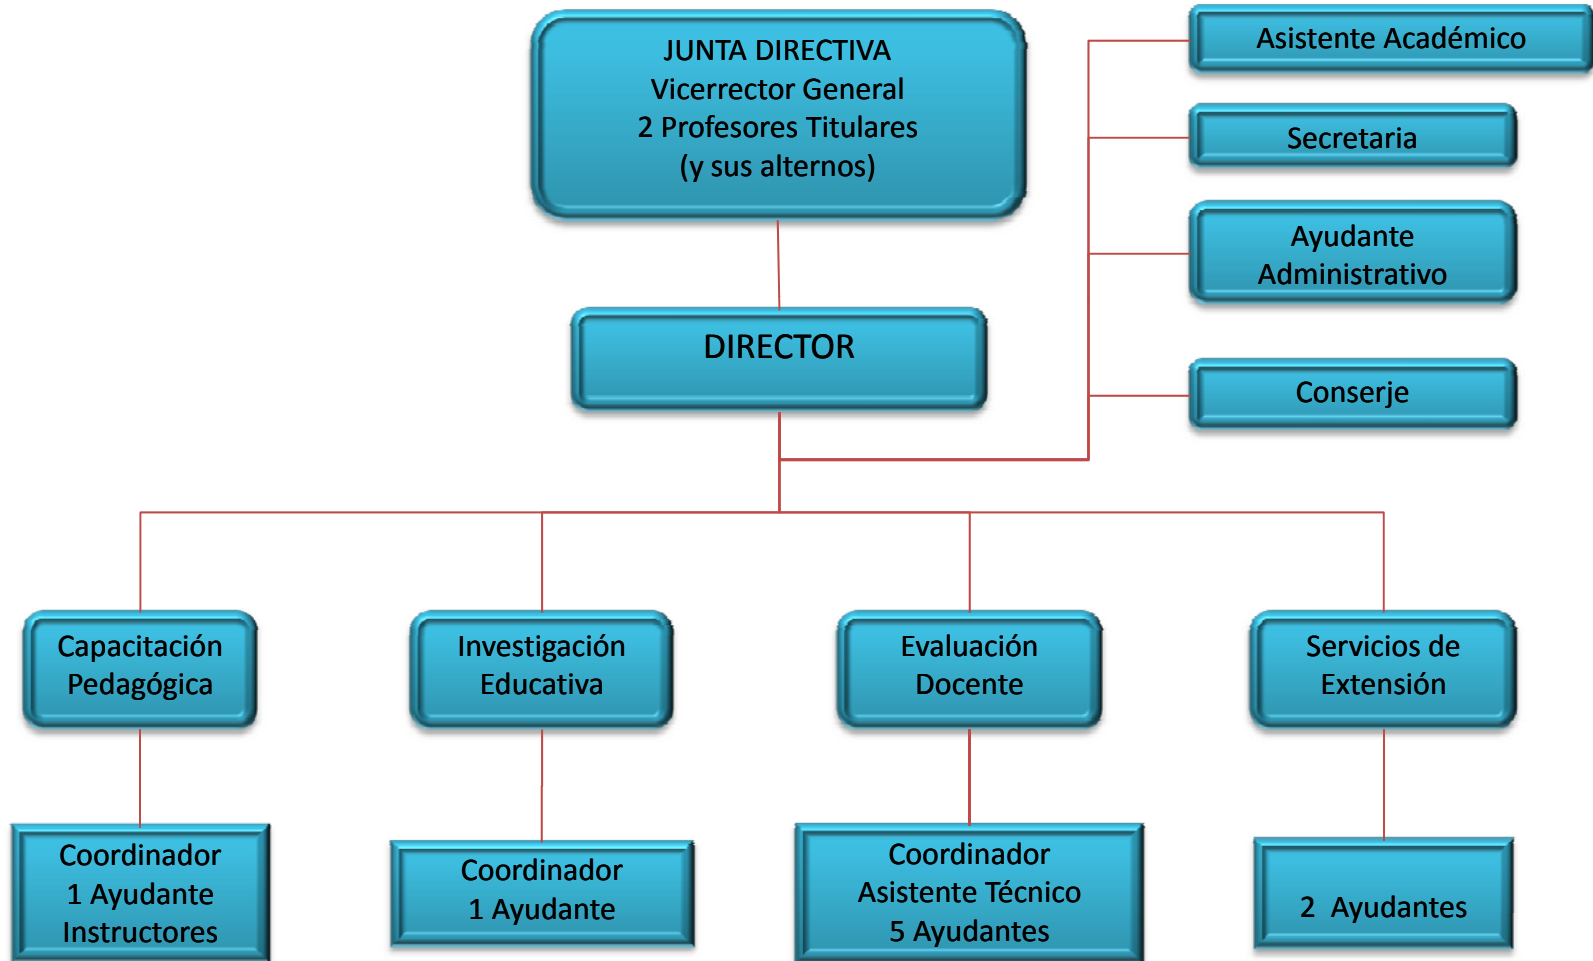 JUNTA DIRECTIVA
Vicerrector General
2 Profesores Titulares
(y sus alternos)
Asistente Académico
Secretaria
Ayudante
Administrativo
Conserje
DIRECTOR
Capacitación
Pedagógica
Investigación
Educativa
Evaluación
Docente
Servicios de
Extensión
Coordinador
1 Ayudante
Instructores
Coordinador
1 Ayudante
Coordinador
Asistente Técnico
5 Ayudantes
2 Ayudantes